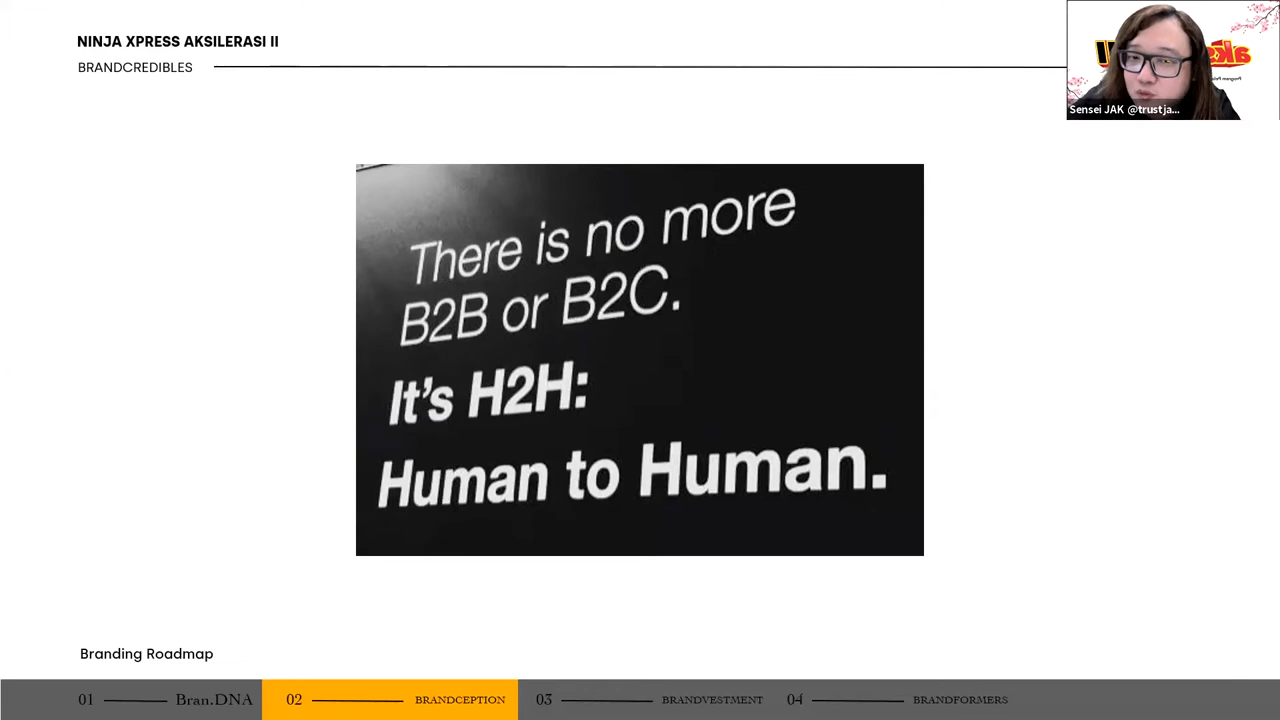 NINJA XPRESS AKSILERASI II
BRANDCREDIBLES
Sensei JAK @trustja...
There is no more
B2B or B2C.
It's H2H:
Human to Human.
Branding Roadmap
01 Bran.DNA 02 BRANDCEPTION 03 BRANDVESTMENT 04 BRANDFORMERS